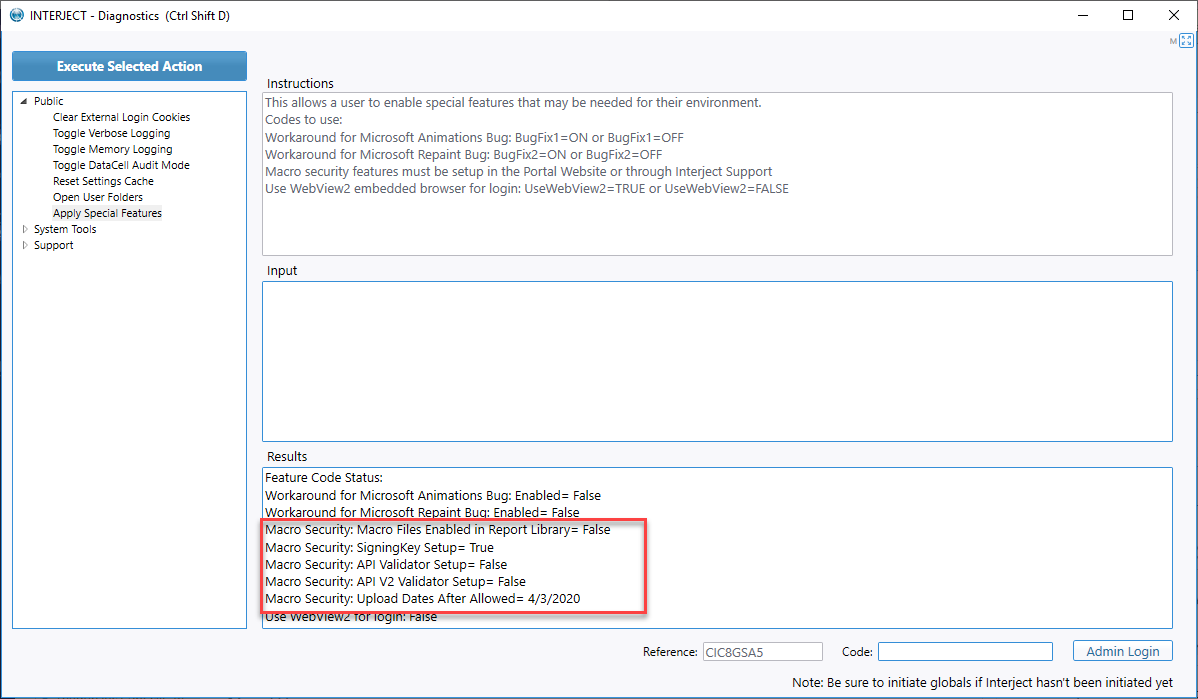 INTERJECT - Diagnostics  (Ctrl Shift D)
M
Execute Selected Action
Public
Clear External Login Cookies
Toggle Verbose Logging
Toggle Memory Logging
Toggle DataCell Audit Mode
Reset Settings Cache
Open User Folders
Apply Special Features
System Tools
Support
Instructions
This allows a user to enable special features that may be needed for their environment.
Codes to use:
Workaround for Microsoft Animations Bug: BugFix1=ON or BugFix1=OFF
Workaround for Microsoft Repaint Bug: BugFix2=ON or BugFix2=OFF
Macro security features must be setup in the Portal Website or through Interject Support
Use WebView2 embedded browser for login: UseWebView2=TRUE or UseWebView2=FALSE
Input
Results
Feature Code Status:
Workaround for Microsoft Animations Bug: Enabled= False
Workaround for Microsoft Repaint Bug: Enabled= False
Macro Security: Macro Files Enabled in Report Library= False
Macro Security: SigningKey Setup= True
Macro Security: API Validator Setup= False
Macro Security: API V2 Validator Setup= False
Macro Security: Upload Dates After Allowed= 4/3/2020
Use WebView2 for login: False
Reference: CIC8GSA5 Code: Admin Login
Note: Be sure to initiate globals if Interject hasn't been initiated yet